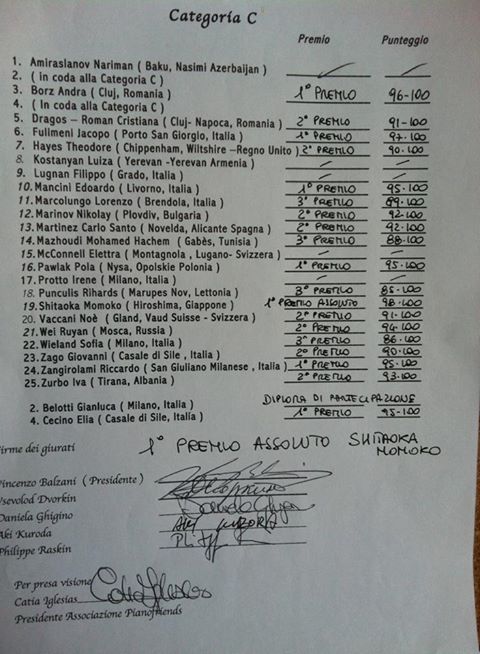 Categoria C
Premio Punteggio
1. Amiraslanov Nariman ( Baku, Nasimi Azerbaijan )
2. ( in coda alla Categoria C )
3. Borz Andra ( Cluj, Romania ) 1° PREMIO 96-100
4. ( In coda alla Categoria C )
5. Dragos – Roman Cristiana ( Cluj- Napoca, Romania ) 2° PREMIO 91-100
6. Fullmeni Jacopo ( Porto San Giorgio, Italia ) 1° PREMIO 97-100
7. Hayes Theodore ( Chippenham, Wiltshire –Regno Unito ) 2° PREMIO 90-100
8. Kostanyan Luiza ( Yerevan -Yerevan Armenia )
9. Lugnan Filippo ( Grado, Italia )
10. Mancini Edoardo ( Livorno, Italia ) 1° PREMIO 95-100
11. Marcolungo Lorenzo ( Brendola, Italia ) 3° PREMIO 89-100
12. Marinov Nikolay ( Plovdiv, Bulgaria ) 2° PREMIO 92-100
13. Martinez Carlo Santo ( Novelda, Alicante Spagna ) 2° PREMIO 92-100
14. Mazhoudi Mohamed Hachem ( Gabès, Tunisia ) 3° PREMIO 88-100
15. McConnell Elettra ( Montagnola , Lugano- Svizzera )
16. Pawlak Pola ( Nysa, Opolskie Polonia ) 1° PREMIO 95-100
17. Protto Irene ( Milano, Italia )
18. Punculis Rihards ( Marupes Nov, Lettonia ) 3° PREMIO 85-100
19. Shitaoka Momoko ( Hiroshima, Giappone ) 1° PREMIO ASSOLUTO 98-100
20. Vaccani Noè ( Gland, Vaud Suisse - Svizzera ) 2° PREMIO 91-100
21. Wei Ruyan ( Mosca, Russia ) 2° PREMIO 94-100
22. Wieland Sofia ( Milano, Italia ) 3° PREMIO 86-100
23. Zago Giovanni ( Casale di Sile , Italia ) 2° PREMIO 90-100
24. Zangirolami Riccardo ( San Giuliano Milanese , Italia ) 1° PREMIO 95-100
25. Zurbo Iva ( Tirana, Albania ) 2° PREMIO 93-100
2. Belotti Gianluca ( Milano, Italia ) DIPLOMA DI PARTECIPAZIONE
4. Cecino Elia ( Casale di Sile, Italia ) 1° PREMIO 95-100
Firme dei giurati 1° PREMIO ASSOLUTO SHITAOKA
MOMOKO
Vincenzo Balzani ( Presidente )
Vsevolod Dvorkin
Daniela Ghigino
Aki Kuroda
Philippe Raskin
Per presa visione
Catia Iglesias
Presidente Associazione Pianofriends